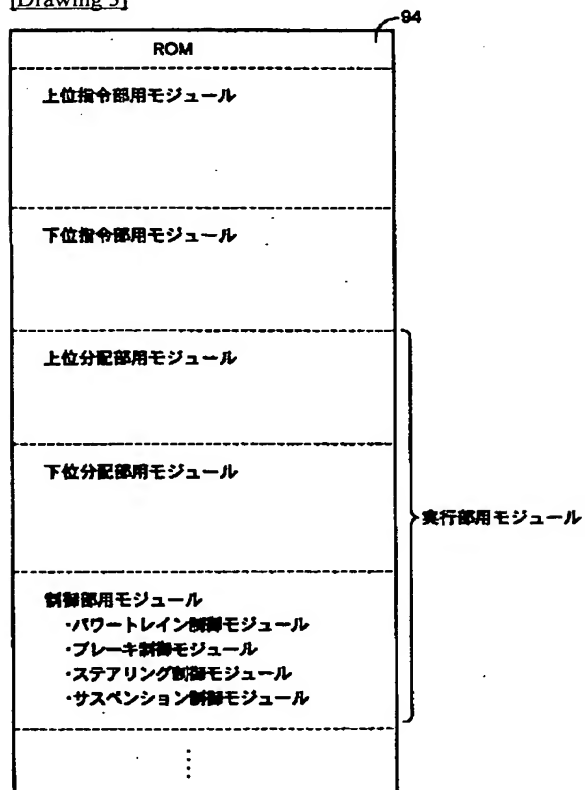 [Drawing 3]
94
ROM
上位指令部用モジュール
下位指令部用モジュール
上位分配部用モジュール
下位分配部用モジュール
実行部用モジュール
制御部用モジュール
・パワートレイン制御モジュール
・ブレーキ制御モジュール
・ステアリング制御モジュール
・サスペンション制御モジュール